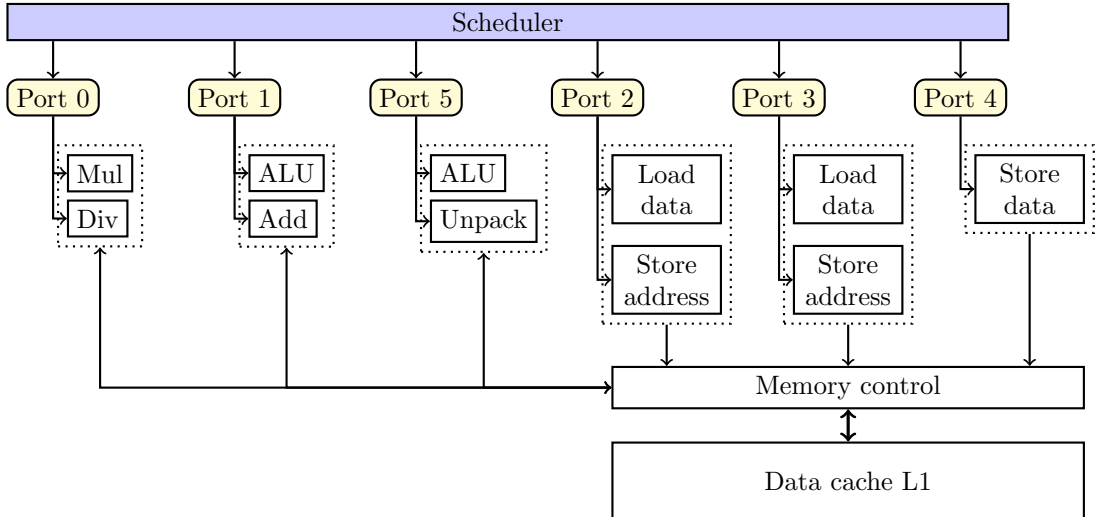 Scheduler
Port 0
Port 1
Port 5
Port 2
Port 3
Port 4
Mul
Div
ALU
Add
ALU
Unpack
Load
data
Store
address
Load
data
Store
address
Store
data
Memory control
Data cache L1